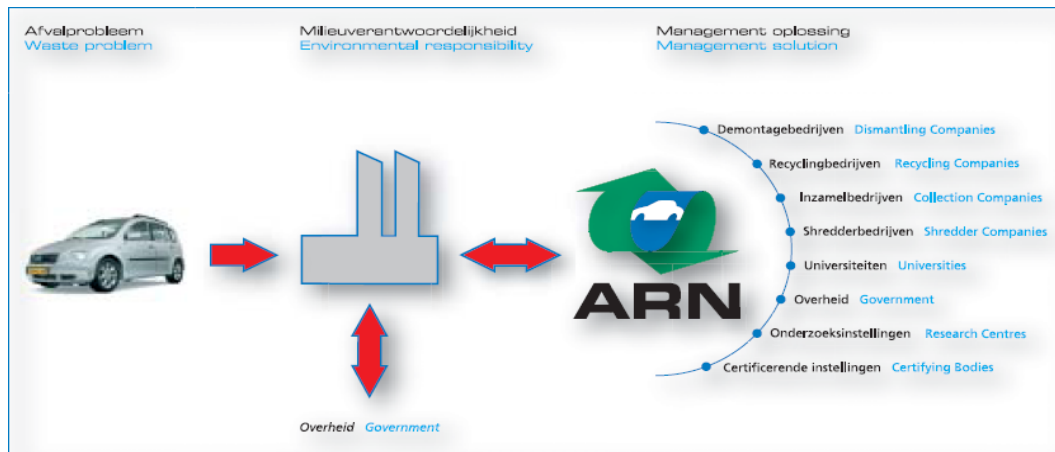 Afvalprobleem
Waste problem
Milieuverantwoordelijkheid
Environmental responsibility
Management oplossing
Management solution
Demontagebedrijven Dismantling Companies
Recyclingbedrijven Recycling Companies
Inzamelbedrijven Collection Companies
Shredderbedrijven Shredder Companies
Universiteiten Universities
Overheid Government
Onderzoeksinstellingen Research Centres
Certificerende instellingen Certifying Bodies
ARN
Overheid Government